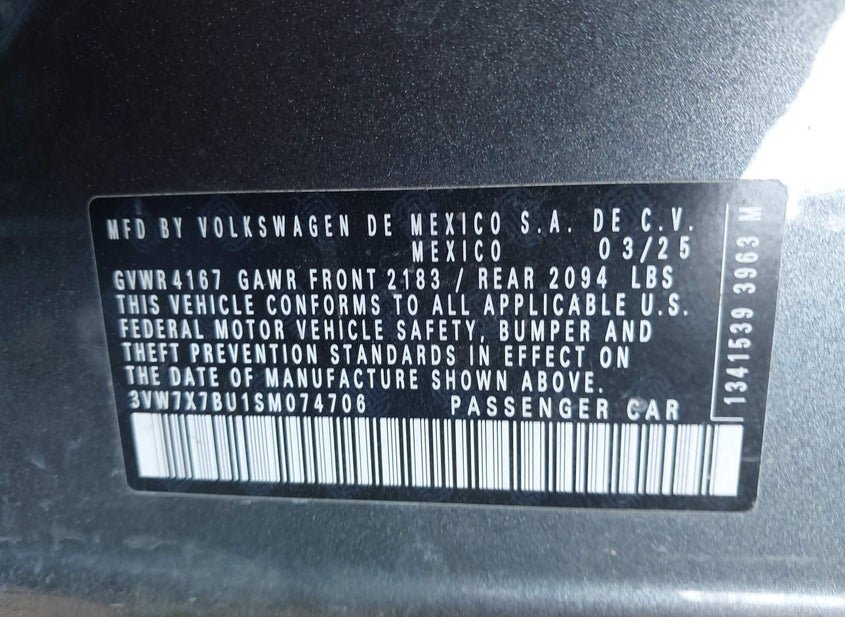 MFD BY VOLKSWAGEN DE MEXICO S.A. DE C.V.
MEXICO 03/25
GVWR 4167 GAWR FRONT 2183 / REAR 2094 LBS
THIS VEHICLE CONFORMS TO ALL APPLICABLE U.S.
FEDERAL MOTOR VEHICLE SAFETY, BUMPER AND
THEFT PREVENTION STANDARDS IN EFFECT ON
THE DATE OF MANUFACTURE SHOWN ABOVE.
3VW7X7BU1SM074706 PASSENGER CAR
1341539 3963 M